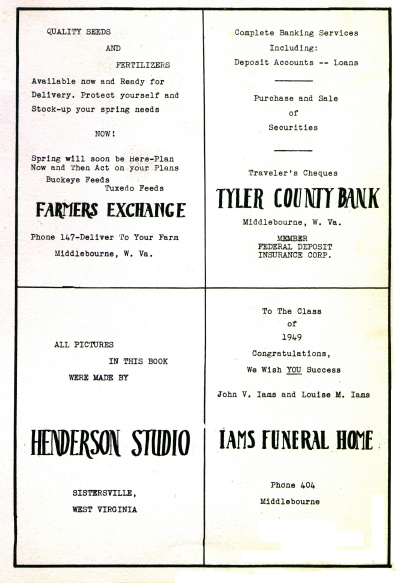 QUALITY SEEDS
AND
FERTILIZERS
Available now and Ready for
Delivery. Protect yourself and
Stock-up your spring needs
NOW!
Spring will soon be Here-Plan
Now and Then Act on your Plans
Buckeye Feeds
Tuxedo Feeds
FARMERS EXCHANGE
Phone 147-Deliver To Your Farm
Middlebourne, W. Va.
Complete Banking Services
Including:
Deposit Accounts -- Loans
Purchase and Sale
of
Securities
Traveler's Cheques
TYLER COUNTY BANK
Middlebourne, W. Va.
MEMBER
FEDERAL DEPOSIT
INSURANCE CORP.
ALL PICTURES
IN THIS BOOK
WERE MADE BY
HENDERSON STUDIO
SISTERSVILLE,
WEST VIRGINIA
To The Class
of
1949
Congratulations,
We Wish YOU Success
John V. Iams and Louise M. Iams
IAMS FUNERAL HOME
Phone 404
Middlebourne